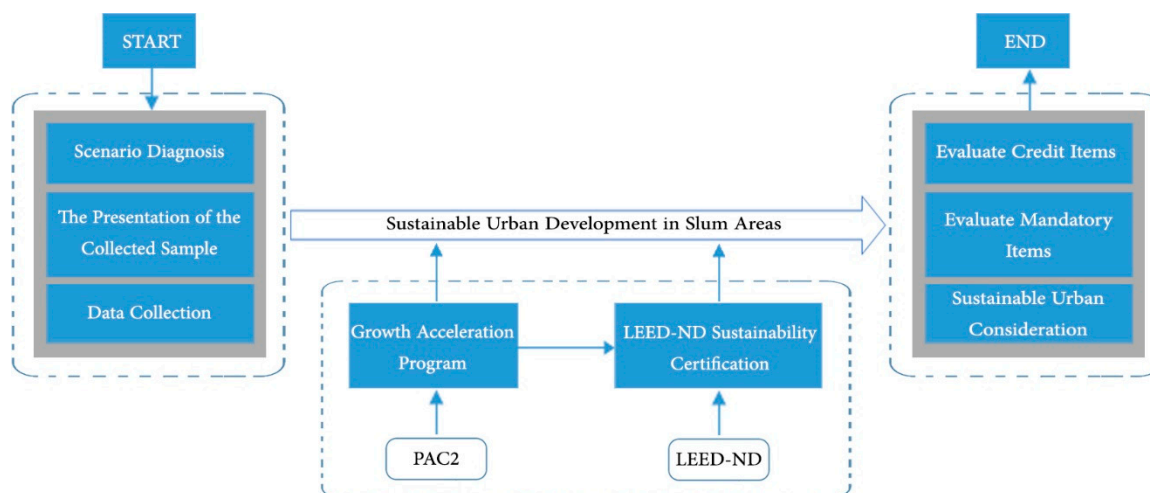 START
Scenario Diagnosis
The Presentation of the
Collected Sample
Data Collection
Sustainable Urban Development in Slum Areas
Growth Acceleration
Program
PAC2
LEED-ND Sustainability
Certification
LEED-ND
END
Evaluate Credit Items
Evaluate Mandatory
Items
Sustainable Urban
Consideration